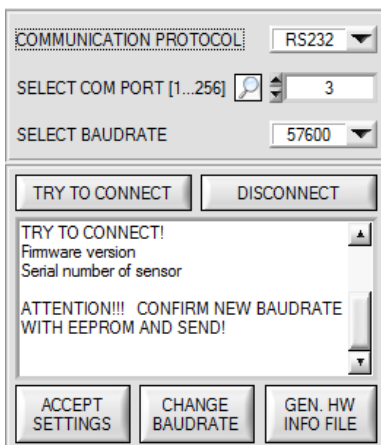 COMMUNICATION PROTOCOL RS232
SELECT COM PORT [1...256] 3
SELECT BAUDRATE 57600
TRY TO CONNECT DISCONNECT
TRY TO CONNECT!
Firmware version
Serial number of sensor
ATTENTION!!! CONFIRM NEW BAUDRATE
WITH EEPROM AND SEND!
ACCEPT CHANGE GEN. HW
SETTINGS BAUDRATE INFO FILE